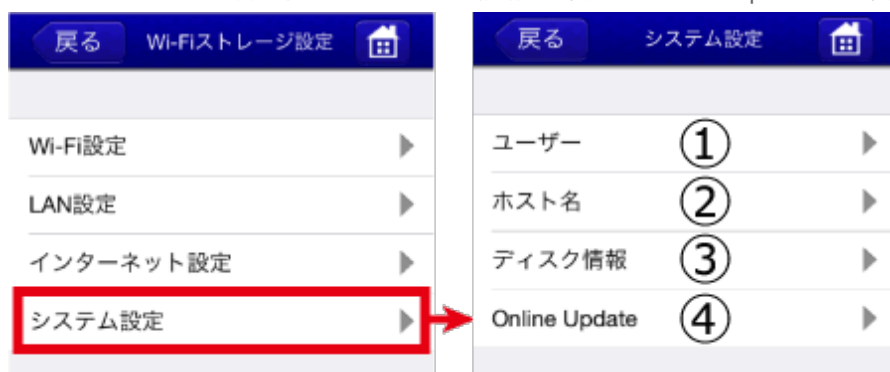 戻る Wi-Fiストレージ設定
Wi-Fi設定
LAN設定
インターネット設定
システム設定
戻る システム設定
ユーザー ①
ホスト名 ②
ディスク情報 ③
Online Update ④